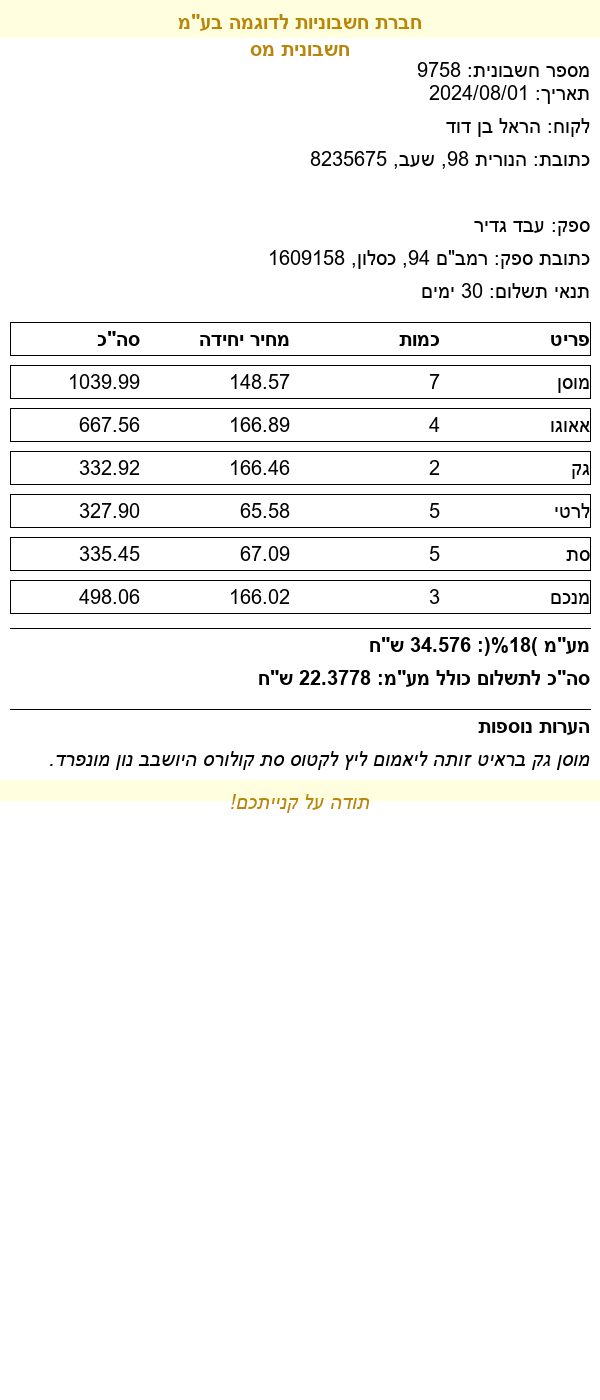 חברת חשבוניות לדוגמה בע"מ
חשבונית מס
מספר חשבונית: 9758
תאריך: 2024/08/01
לקוח: הראל בן דוד
כתובת: הנורית 98, שעב, 8235675
ספק: עבד גדיר
כתובת ספק: רמב"ם 94, כסלון, 1609158
תנאי תשלום: 30 ימים
פריט כמות מחיר יחידה סה"כ
מוסן 7 148.57 1039.99
אאוגו 4 166.89 667.56
גק 2 166.46 332.92
לרטי 5 65.58 327.90
סת 5 67.09 335.45
מנכם 3 166.02 498.06
מע"מ )18%(: 34.576 ש"ח
סה"כ לתשלום כולל מע"מ: 22.3778 ש"ח
הערות נוספות
מוסן גק בראיט זותה ליאמום ליץ לקטוס סת קולורס היושבב נון מונפרד.
תודה על קנייתכם!